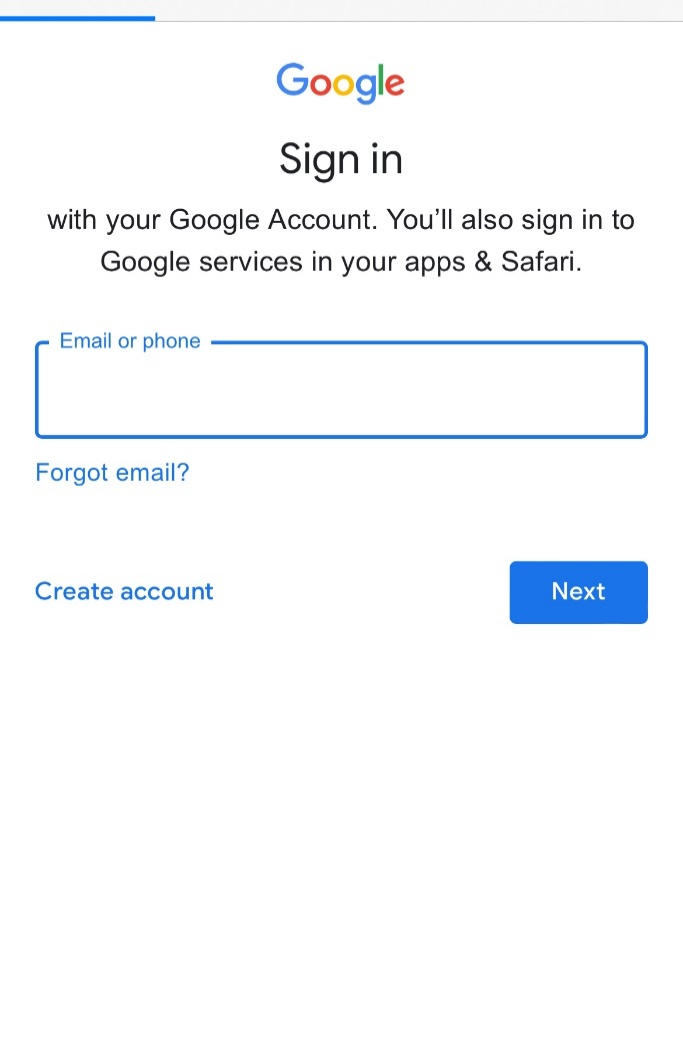 Google
Sign in
with your Google Account. You’ll also sign in to
Google services in your apps & Safari.
Email or phone
Forgot email?
Create account
Next